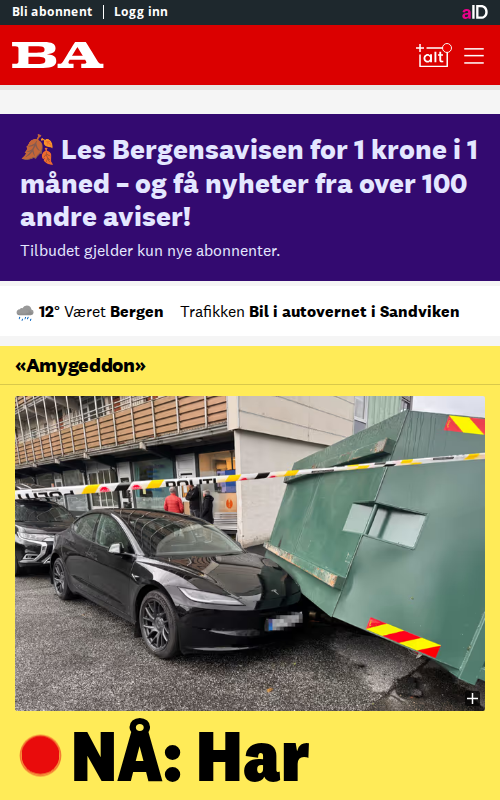 Bli abonnent | Logg inn
aID
BA
+alt
Les Bergensavisen for 1 krone i 1
måned – og få nyheter fra over 100
andre aviser!
Tilbudet gjelder kun nye abonnenter.
12° Været Bergen Trafikken Bil i autovernet i Sandviken
«Amygeddon»
NÅ: Har